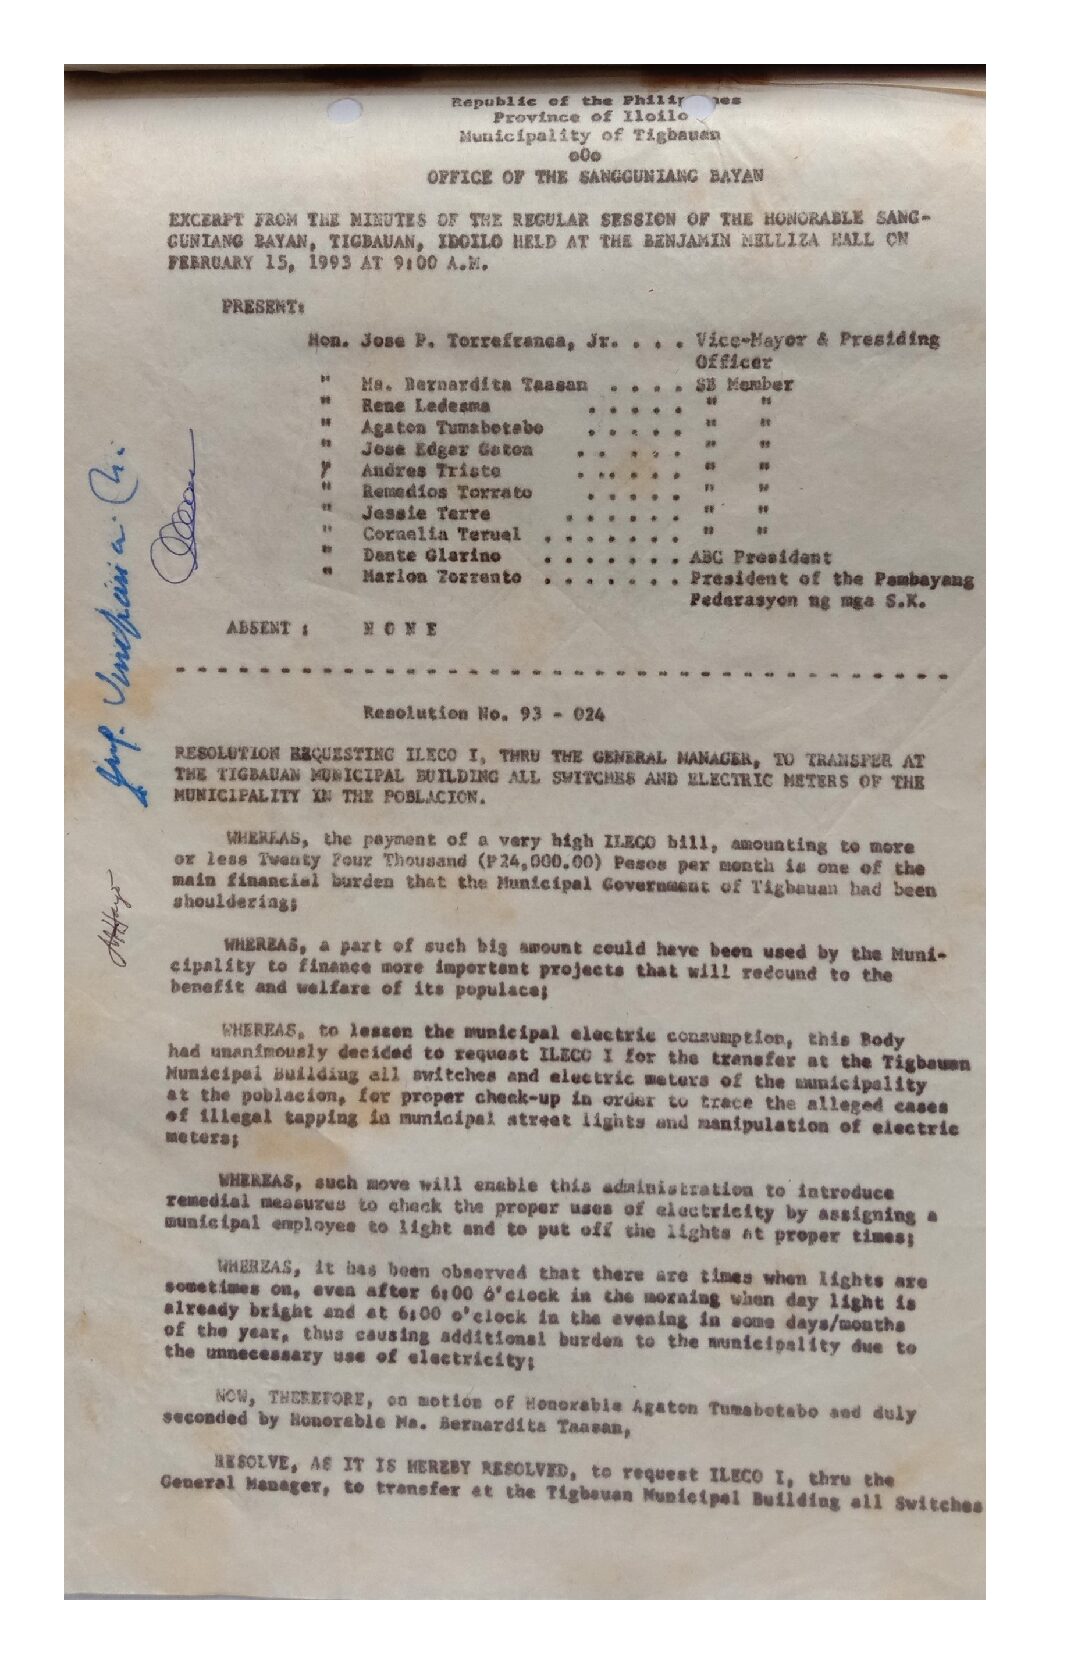 Republic of the Philippines
Province of Iloilo
Municipality of Tigbauan
o0o
OFFICE OF THE SANGGUNIANG BAYAN
EXCERPT FROM THE MINUTES OF THE REGULAR SESSION OF THE HONORABLE SANG-
GUNIANG BAYAN, TIGBAUAN, ILOILO HELD AT THE BENJAMIN MELLIZA HALL ON
FEBRUARY 15, 1993 AT 9:00 A.M.
PRESENT:
Hon. Jose P. Torrefranca, Jr. . . . Vice-Mayor & Presiding
Officer
" Ma. Bernardita Taasan . . . . SB Member
" Rene Ledesma . . . . . " "
" Agaton Tumabotabo . . . . . " "
" Jose Edgar Gaton . . . . . " "
" Andres Triste . . . . . . " "
" Remedios Torrato . . . . . " "
" Jessie Terre . . . . . . " "
" Cornelia Teruel . . . . . . . " "
" Dante Glarino . . . . . . . ABC President
" Marlon Torrento . . . . . . . President of the Pambayang
Pederasyon ng mga S.K.
ABSENT : N O N E
Resolution No. 93 - 024
RESOLUTION REQUESTING ILECO I, THRU THE GENERAL MANAGER, TO TRANSFER AT
THE TIGBAUAN MUNICIPAL BUILDING ALL SWITCHES AND ELECTRIC METERS OF THE
MUNICIPALITY IN THE POBLACION.
WHEREAS, the payment of a very high ILECO bill, amounting to more
or less Twenty Four Thousand (P24,000.00) Pesos per month is one of the
main financial burden that the Municipal Government of Tigbauan had been
shouldering;
WHEREAS, a part of such big amount could have been used by the Muni-
cipality to finance more important projects that will redound to the
benefit and welfare of its populace;
WHEREAS, to lessen the municipal electric consumption, this Body
had unanimously decided to request ILECO I for the transfer at the Tigbauan
Municipal Building all switches and electric meters of the municipality
at the poblacion, for proper check-up in order to trace the alleged cases
of illegal tapping in municipal street lights and manipulation of electric
meters;
WHEREAS, such move will enable this administration to introduce
remedial measures to check the proper uses of electricity by assigning a
municipal employee to light and to put off the lights at proper times;
WHEREAS, it has been observed that there are times when lights are
sometimes on, even after 6:00 o'clock in the morning when day light is
already bright and at 6:00 o'clock in the evening in some days/months
of the year, thus causing additional burden to the municipality due to
the unnecessary use of electricity;
NOW, THEREFORE, on motion of Honorable Agaton Tumabotabo and duly
seconded by Honorable Ma. Bernardita Taasan,
RESOLVE, AS IT IS HEREBY RESOLVED, to request ILECO I, thru the
General Manager, to transfer at the Tigbauan Municipal Building all Switches